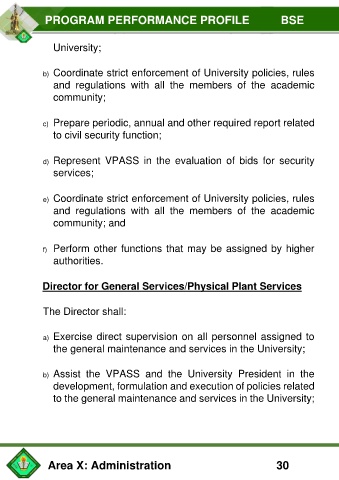 PROGRAM PERFORMANCE PROFILE BSE
University;
b) Coordinate strict enforcement of University policies, rules
and regulations with all the members of the academic
community;
c) Prepare periodic, annual and other required report related
to civil security function;
d) Represent VPASS in the evaluation of bids for security
services;
e) Coordinate strict enforcement of University policies, rules
and regulations with all the members of the academic
community; and
f) Perform other functions that may be assigned by higher
authorities.
Director for General Services/Physical Plant Services
The Director shall:
a) Exercise direct supervision on all personnel assigned to
the general maintenance and services in the University;
b) Assist the VPASS and the University President in the
development, formulation and execution of policies related
to the general maintenance and services in the University;
Area X: Administration 30